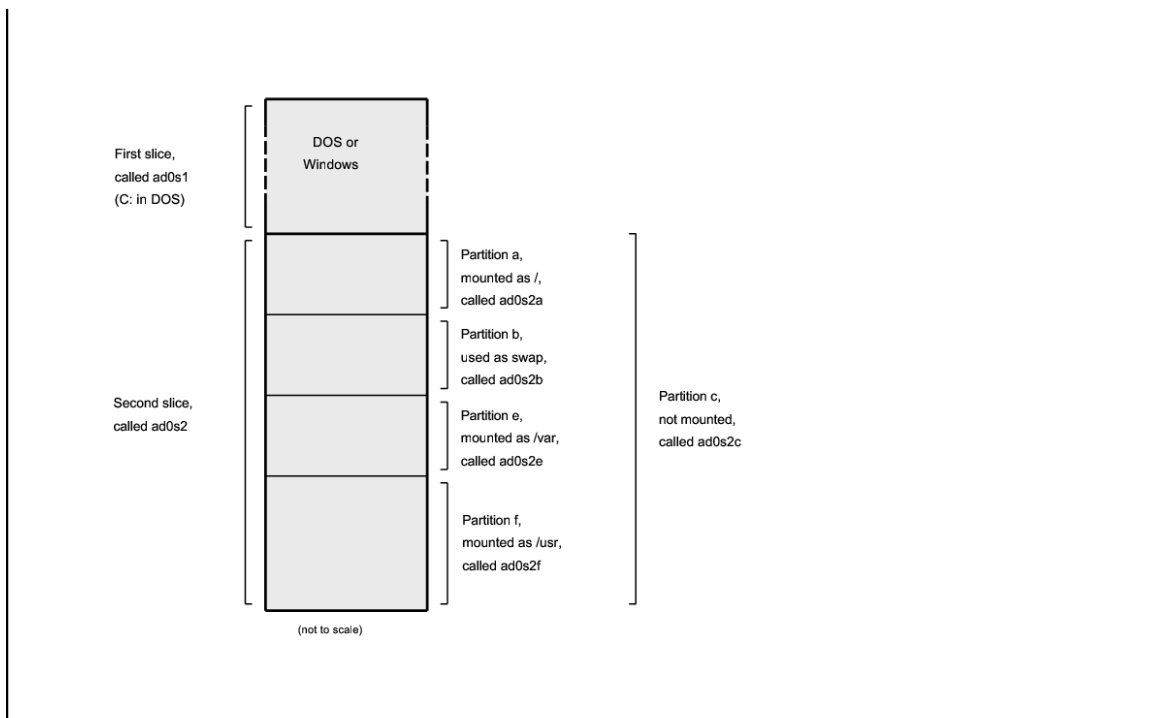 DOS or
Windows
First slice,
called ad0s1
(C: in DOS)
Partition a,
mounted as /,
called ad0s2a
Partition b,
used as swap,
called ad0s2b
Second slice,
called ad0s2
Partition e,
mounted as /var,
called ad0s2e
Partition c,
not mounted,
called ad0s2c
Partition f,
mounted as /usr,
called ad0s2f
(not to scale)